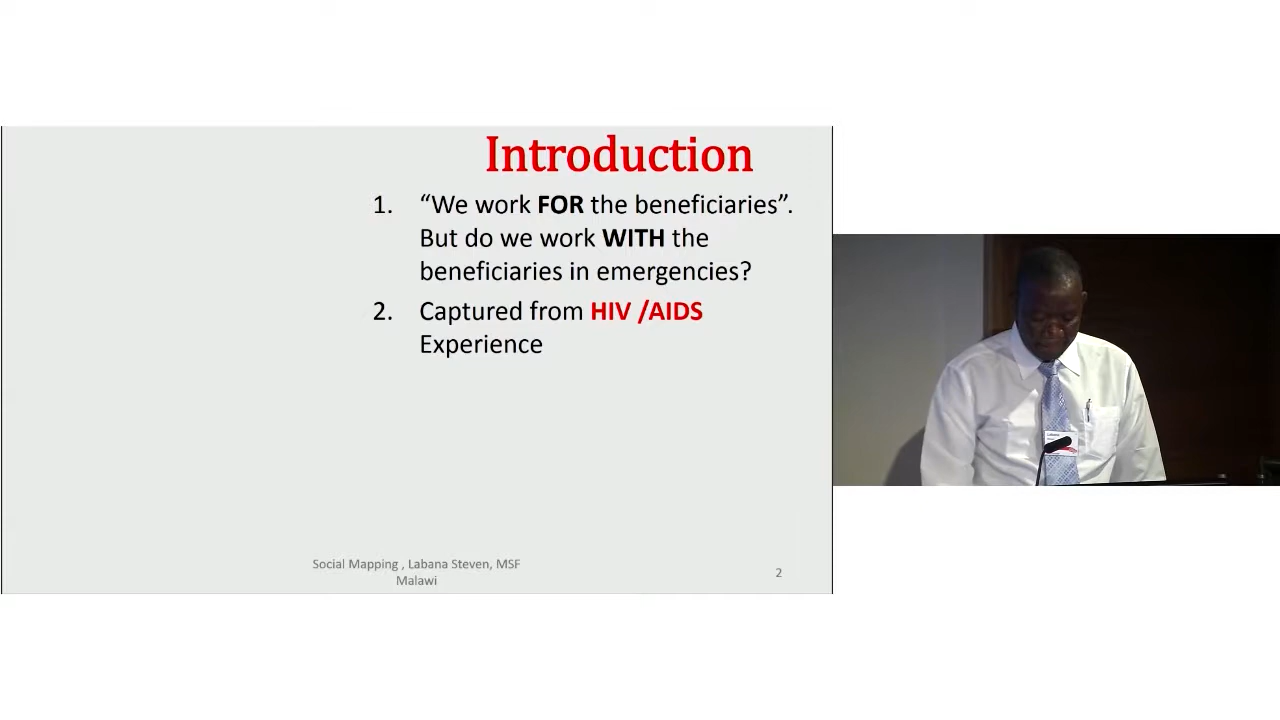 Introduction
1. “We work FOR the beneficiaries”.
But do we work WITH the
beneficiaries in emergencies?
2. Captured from HIV /AIDS
Experience
Social Mapping , Labana Steven, MSF
Malawi
2